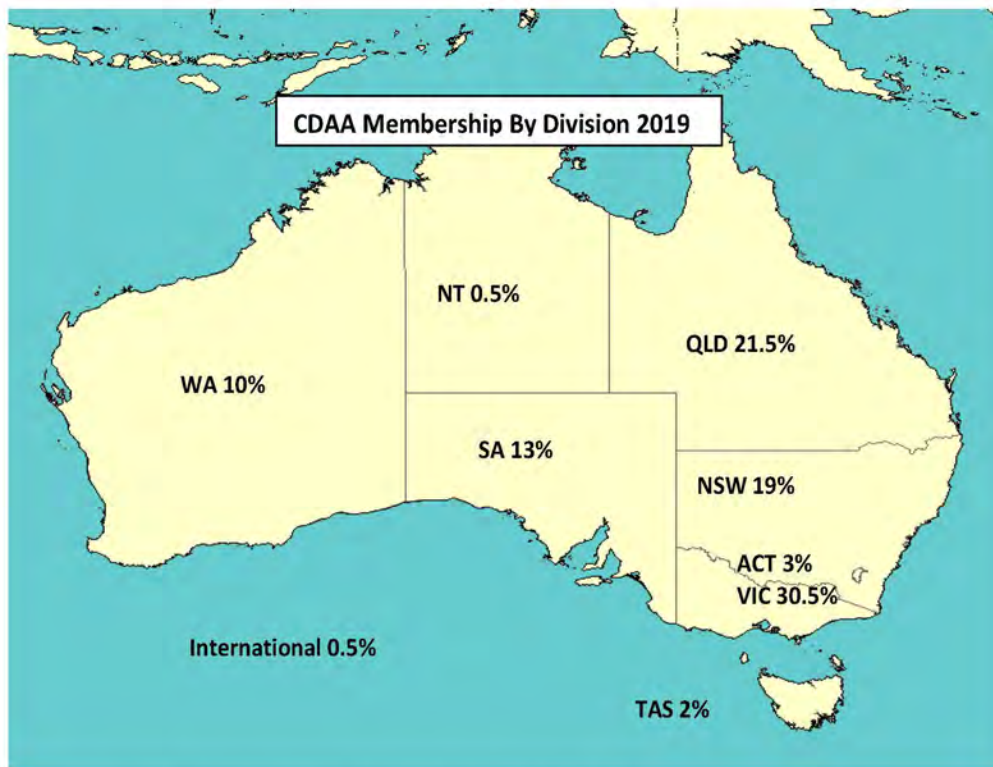 CDAA Membership By Division 2019
NT 0.5%
QLD 21.5%
WA 10%
SA 13%
NSW 19%
ACT 3%
VIC 30.5%
International 0.5%
TAS 2%